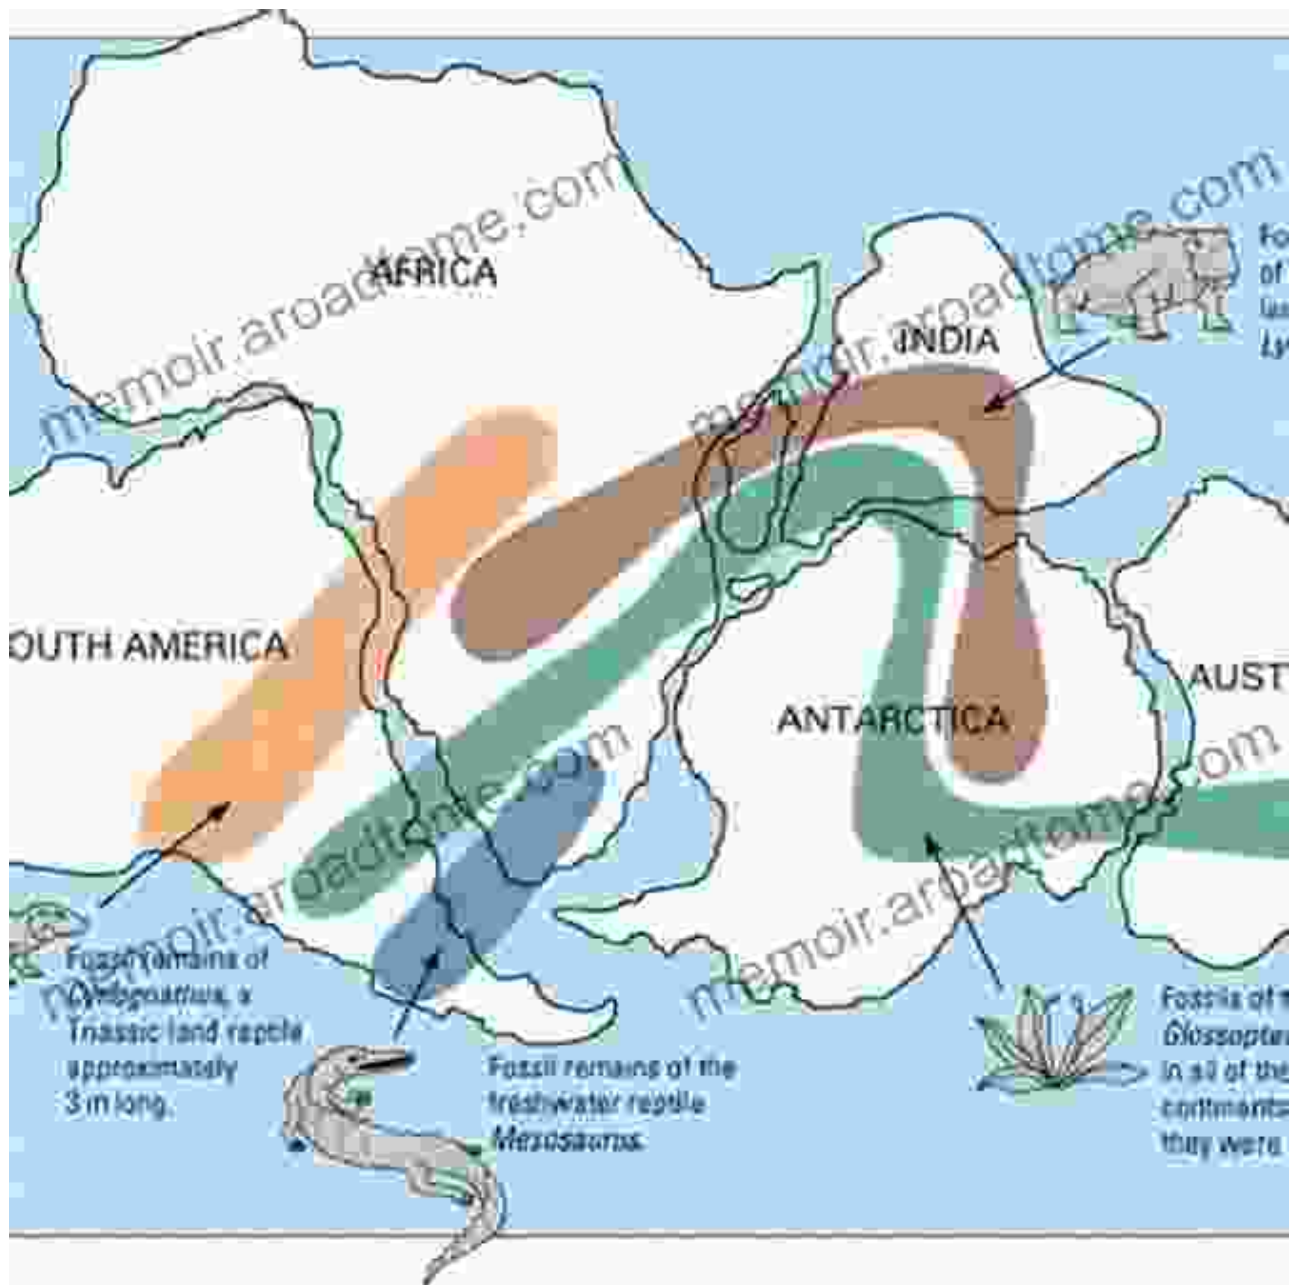 memoir.aroadtome.com
memoir.aroadtome.com
AFRICA
INDIA
Fo
of
Ly
OUTH AMERICA
ANTARCTICA
AUST
memoir.aroadtome.com
memoir.aroadtome.com
Fossil remains of
Cynognathus, a
Triassic land reptile
approximately
3 m long.
Fossil remains of the
freshwater reptile
Mesosaurus.
Fossils of t
Glossopte
in all of the
continents
they were